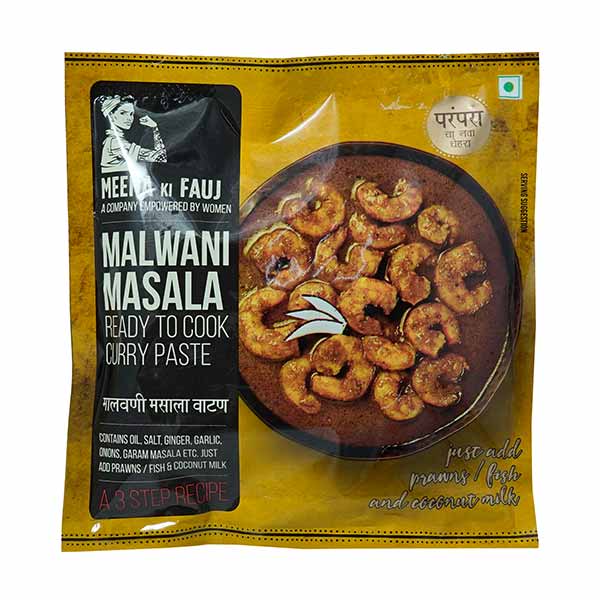 MEENA KI FAUJ
A COMPANY EMPOWERED BY WOMEN
MALWANI
MASALA
READY TO COOK
CURRY PASTE
मालवणी मसाला वाटण
CONTAINS OIL, SALT, GINGER, GARLIC,
ONIONS, GARAM MASALA ETC. JUST
ADD PRAWNS / FISH & COCONUT MILK
A 3 STEP RECIPE
परंपरा
का नया
चेहरा
SERVING SUGGESTION
just add
prawns / fish
and coconut milk